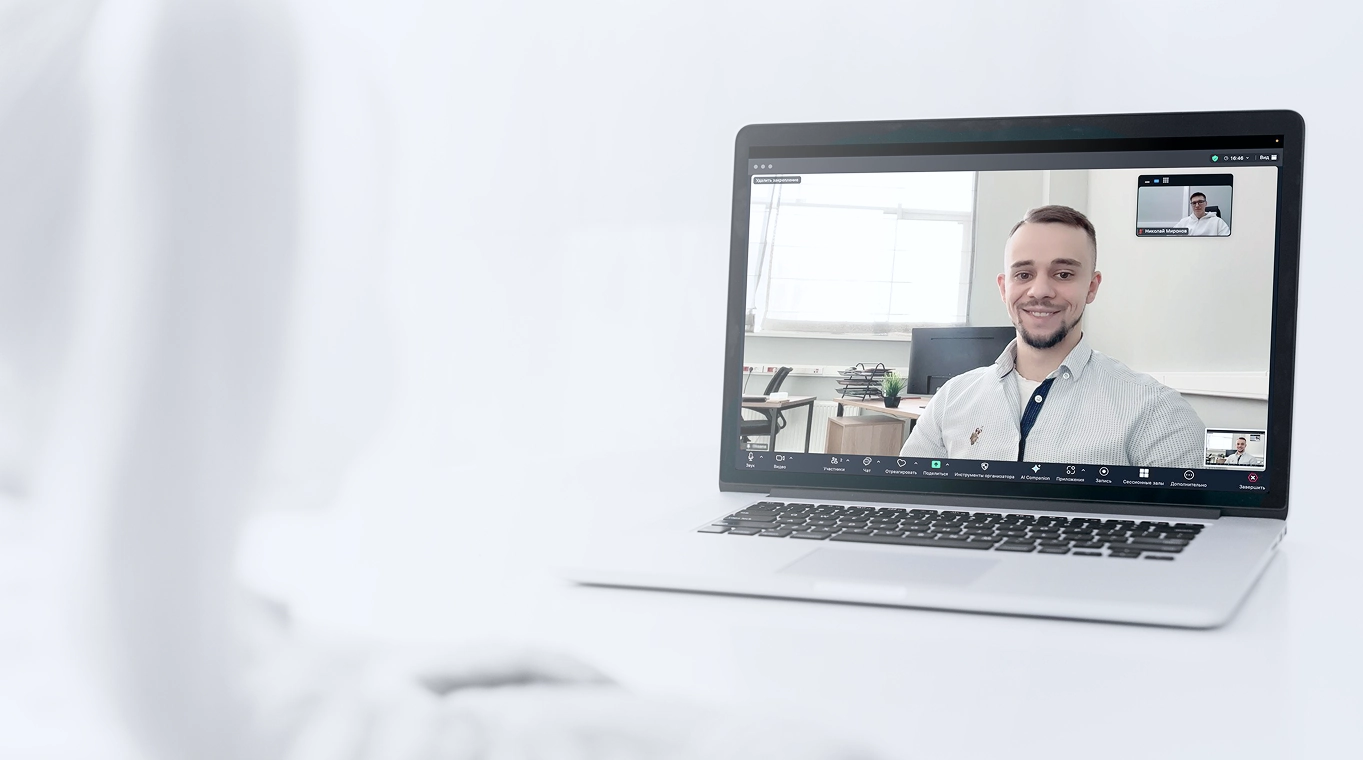 16:46 Вид
Удалить закрепление
Николай Миронов
Звук
Видео
Участники
3
Чат
Отреагировать
Поделиться
Инструменты организатора
AI Companion
Приложения
Запись
Сессионные залы
Дополнительно
Завершить